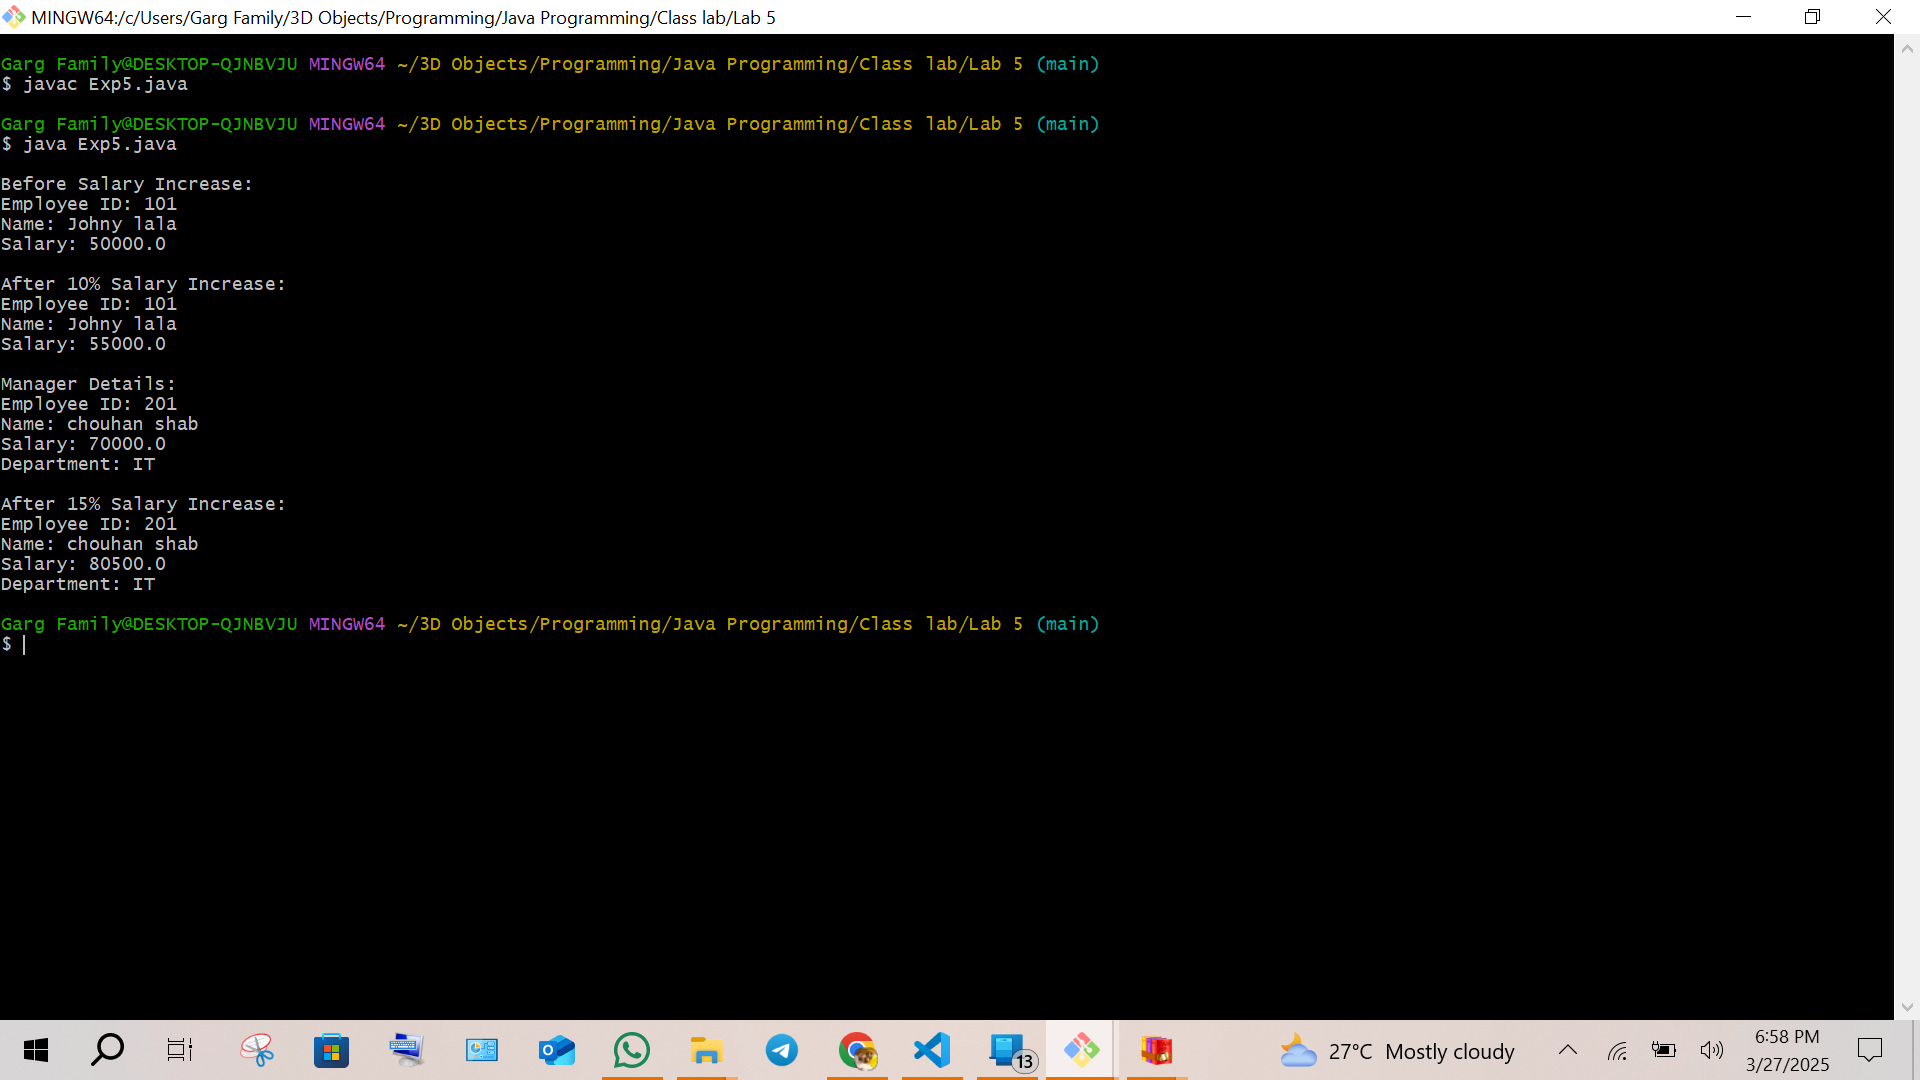 MINGW64:/c/Users/Garg Family/3D Objects/Programming/Java Programming/Class lab/Lab 5
Garg Family@DESKTOP-QJNBVJU MINGW64 ~/3D Objects/Programming/Java Programming/Class lab/Lab 5 (main)
$ javac Exp5.java
Garg Family@DESKTOP-QJNBVJU MINGW64 ~/3D Objects/Programming/Java Programming/Class lab/Lab 5 (main)
$ java Exp5.java
Before Salary Increase:
Employee ID: 101
Name: Johny lala
Salary: 50000.0
After 10% Salary Increase:
Employee ID: 101
Name: Johny lala
Salary: 55000.0
Manager Details:
Employee ID: 201
Name: chouhan shab
Salary: 70000.0
Department: IT
After 15% Salary Increase:
Employee ID: 201
Name: chouhan shab
Salary: 80500.0
Department: IT
Garg Family@DESKTOP-QJNBVJU MINGW64 ~/3D Objects/Programming/Java Programming/Class lab/Lab 5 (main)
$
13
27°C Mostly cloudy
6:58 PM
3/27/2025